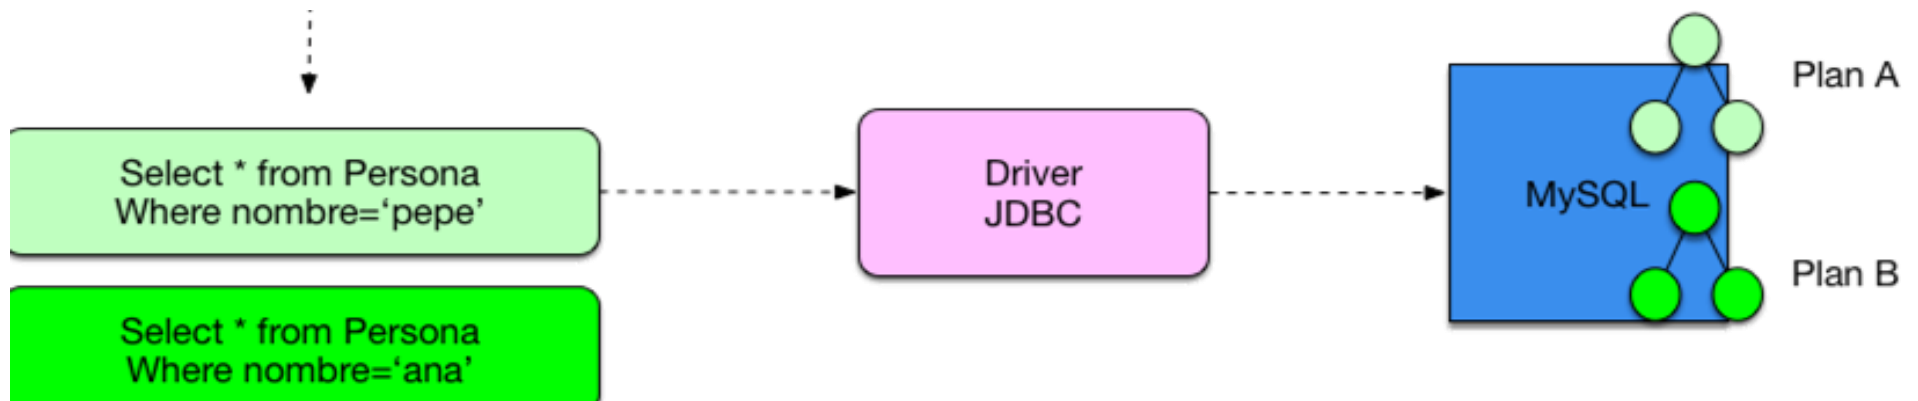 Select * from Persona
Where nombre=‘pepe’
Select * from Persona
Where nombre=‘ana’
Driver
JDBC
MySQL
Plan A
Plan B